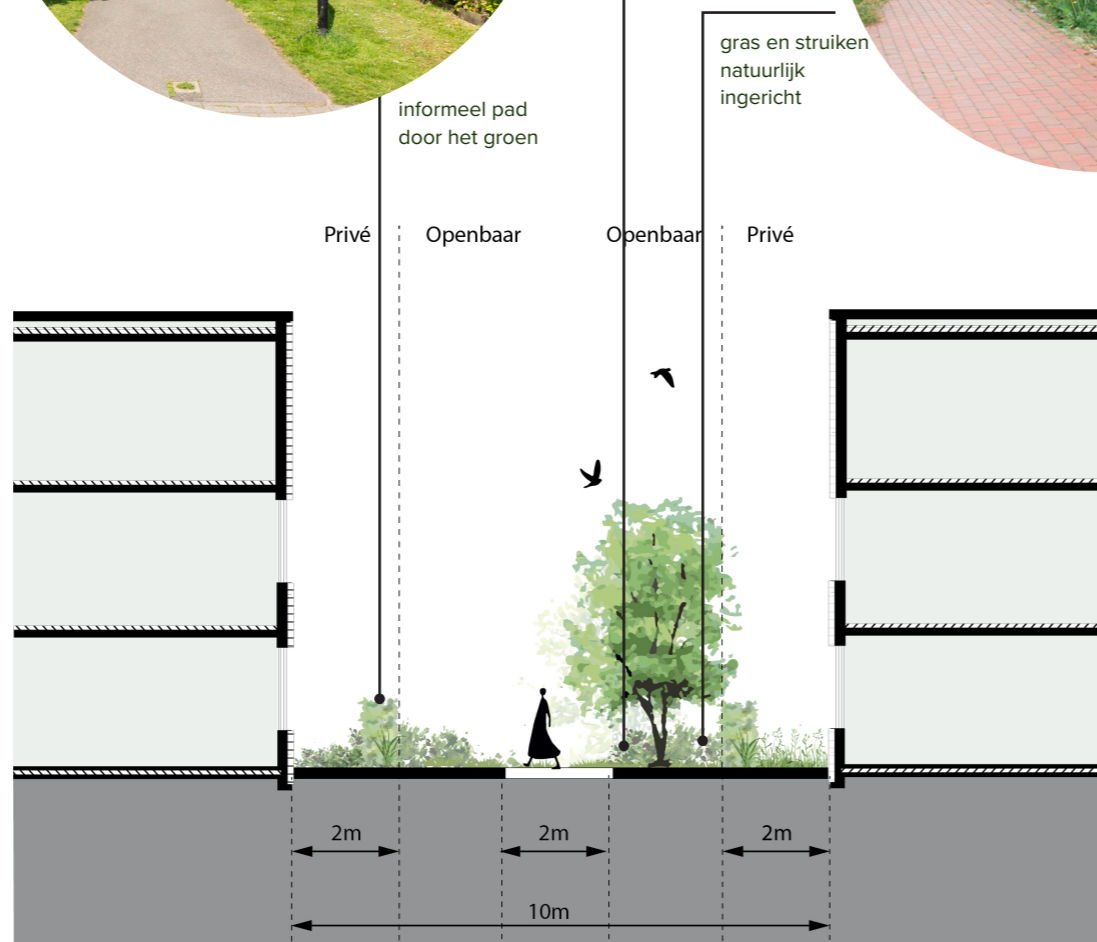 gras en struiken
natuurlijk
ingericht
informeel pad
door het groen
Privé Openbaar Openbaar Privé
2m 2m 2m
10m